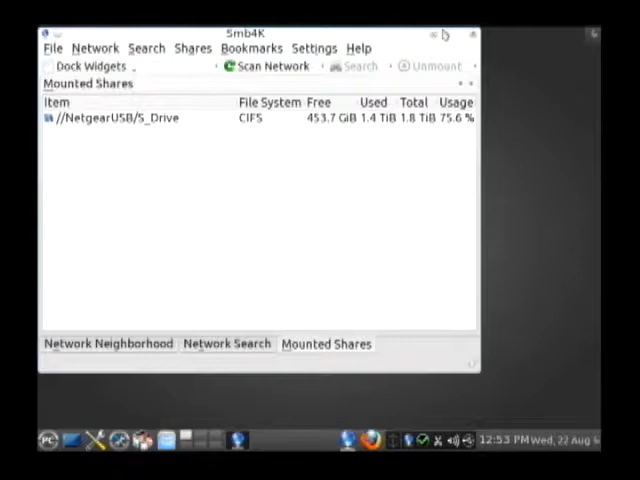 Smb4K
File Network Search Shares Bookmarks Settings Help
Dock Widgets Scan Network Search Unmount
Mounted Shares
Item File System Free Used Total Usage
//NetgearUSB/S_Drive CIFS 453.7 GiB 1.4 TiB 1.8 TiB 75.6 %
Network Neighborhood Network Search Mounted Shares
PC 12:53 PM Wed, 22 Aug